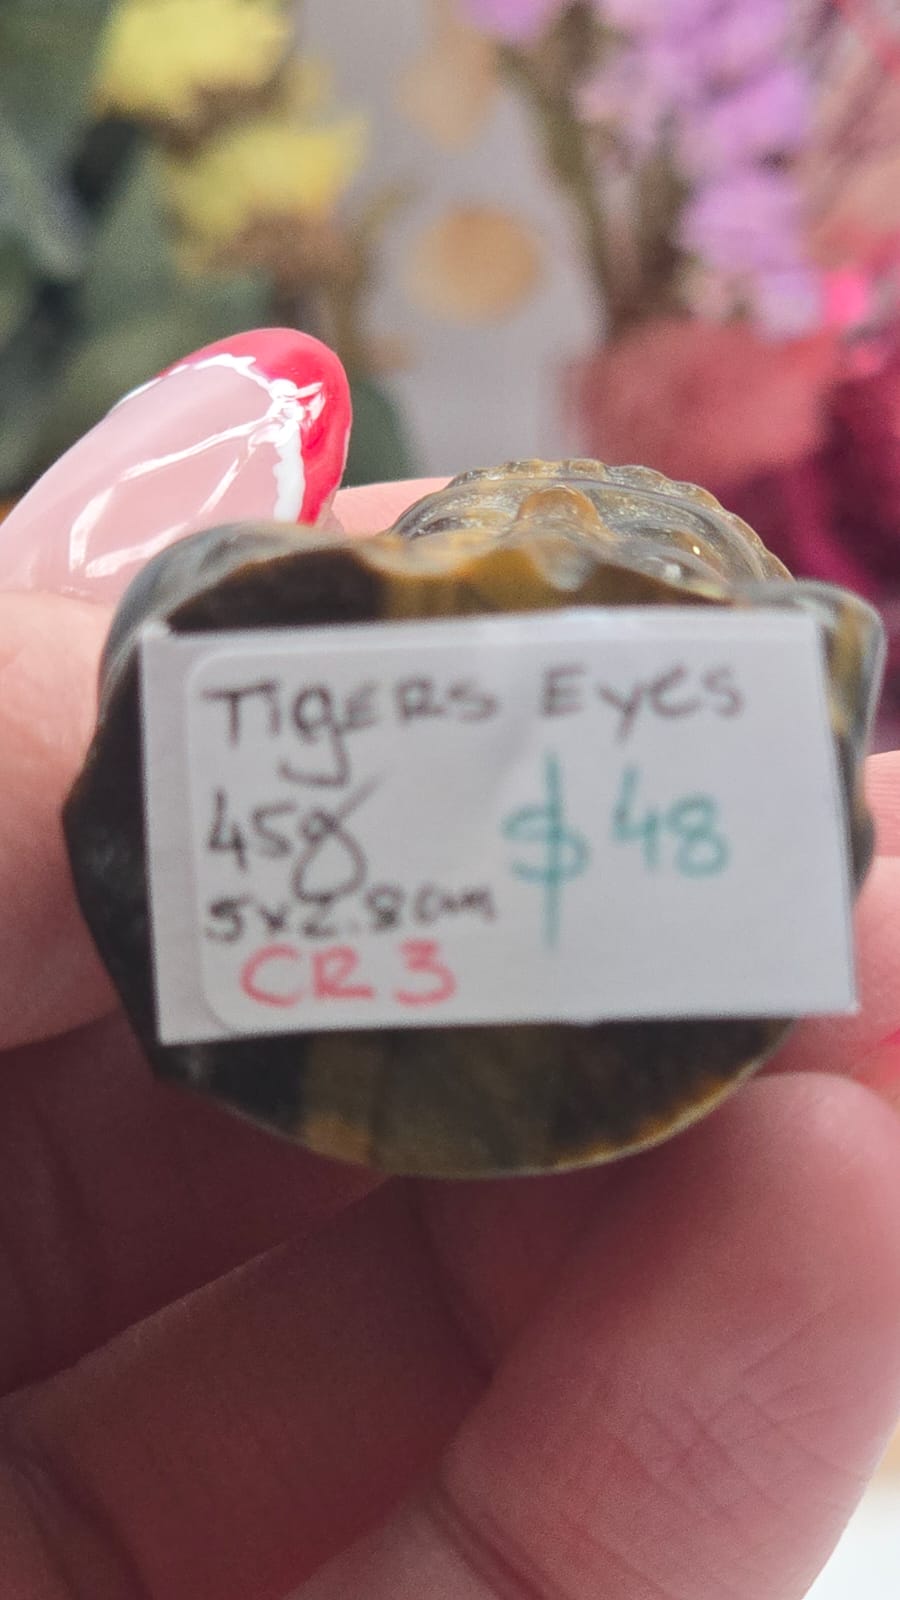 TIgERS EyES
45g $48
5x2.8cm
CR3